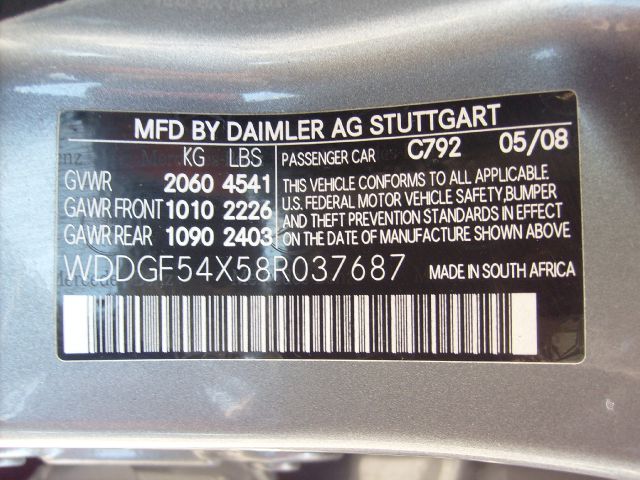 MFD BY DAIMLER AG STUTTGART
KG LBS
GVWR 2060 4541
GAWR FRONT 1010 2226
GAWR REAR 1090 2403
PASSENGER CAR C792 05/08
THIS VEHICLE CONFORMS TO ALL APPLICABLE
U.S. FEDERAL MOTOR VEHICLE SAFETY, BUMPER
AND THEFT PREVENTION STANDARDS IN EFFECT
ON THE DATE OF MANUFACTURE SHOWN ABOVE
WDDGF54X58R037687 MADE IN SOUTH AFRICA